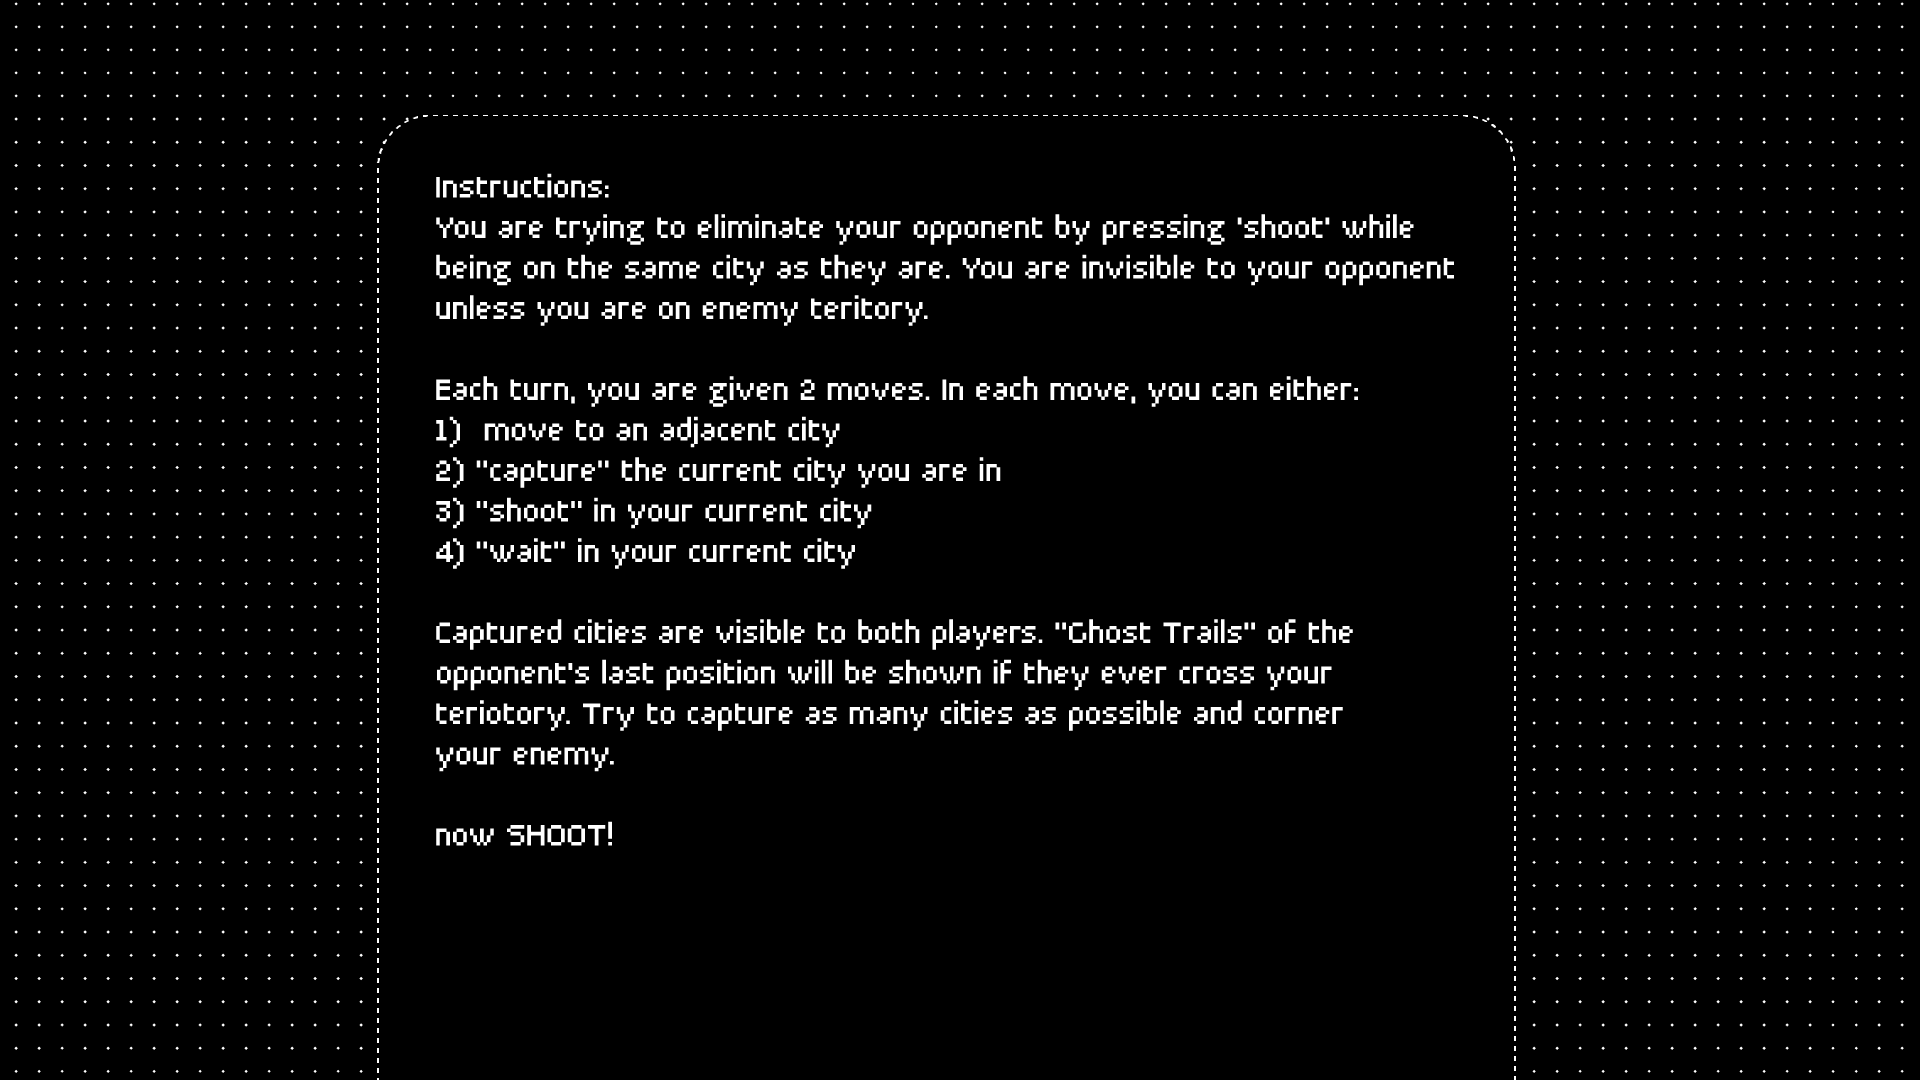 Instructions:
You are trying to eliminate your opponent by pressing 'shoot' while
being on the same city as they are. You are invisible to your opponent
unless you are on enemy teritory.
Each turn, you are given 2 moves. In each move, you can either:
1)  move to an adjacent city
2) "capture" the current city you are in
3) "shoot" in your current city
4) "wait" in your current city
Captured cities are visible to both players. "Ghost Trails" of the
opponent's last position will be shown if they ever cross your
teriotory. Try to capture as many cities as possible and corner
your enemy.
now SHOOT!